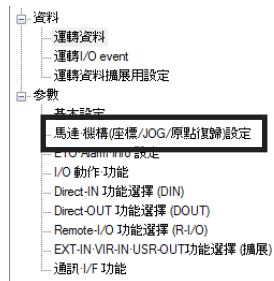 資料
運轉資料
運轉I/O event
運轉資料擴展用設定
參數
基本設定
馬達·機構(座標/JOG/原點復歸)設定
ETO·Alarm·Info 設定
I/O 動作·功能
Direct-IN 功能選擇 (DIN)
Direct-OUT 功能選擇 (DOUT)
Remote-I/O 功能選擇 (R-I/O)
EXT-IN·VIR-IN·USR-OUT功能選擇 (擴展)
通訊·I/F 功能